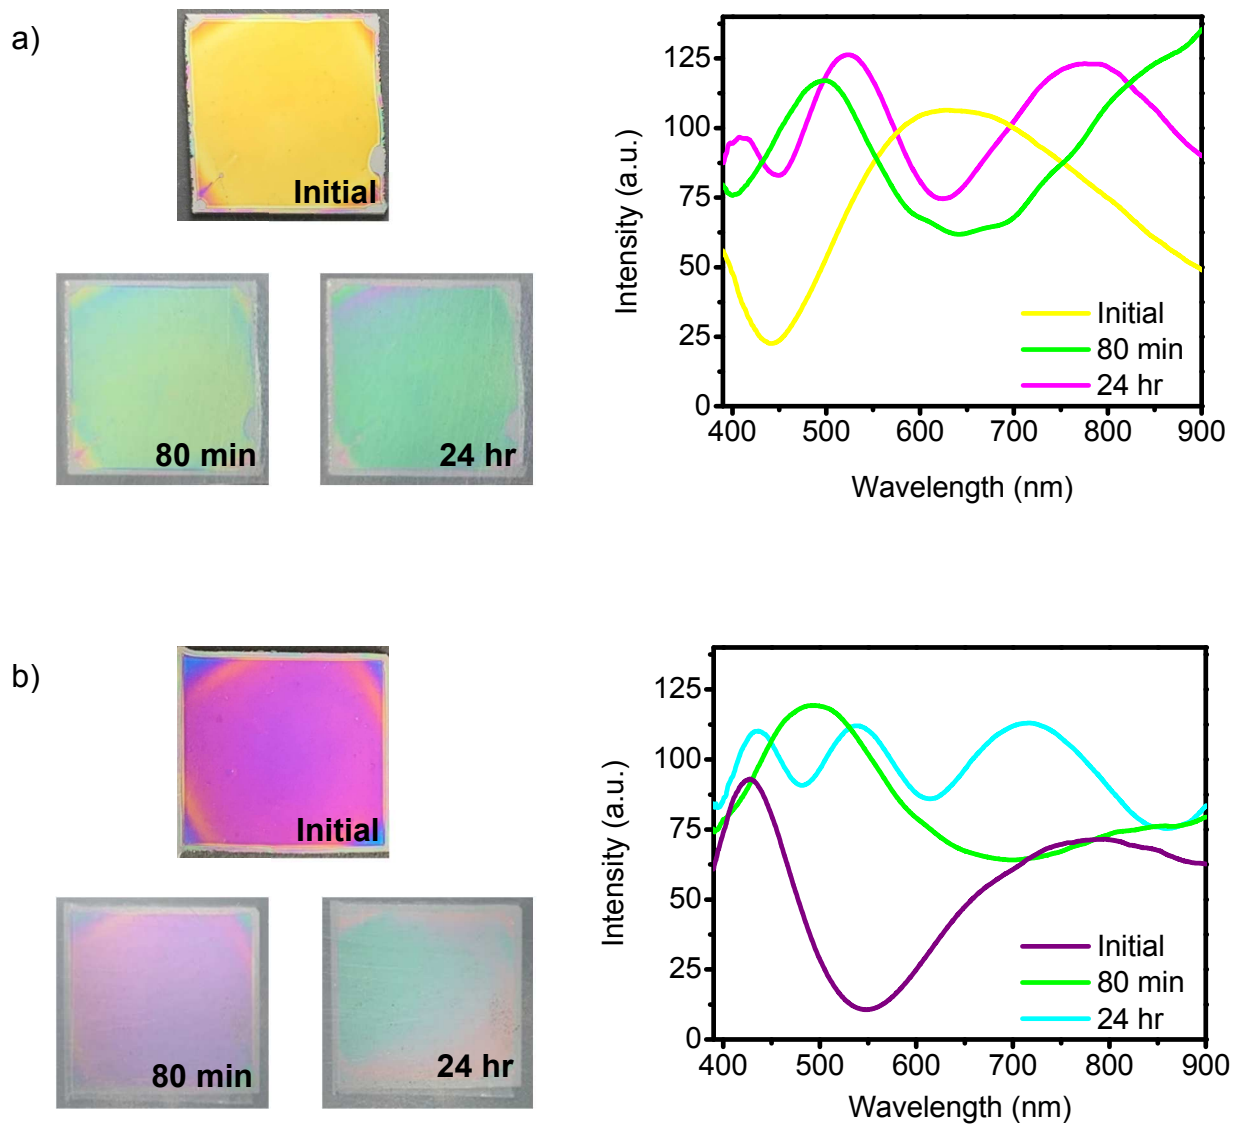 a)
Initial
80 min
24 hr
Intensity (a.u.)
125
100
75
50
25
0
400 500 600 700 800 900
Wavelength (nm)
Initial
80 min
24 hr
b)
Initial
80 min
24 hr
Intensity (a.u.)
125
100
75
50
25
0
400 500 600 700 800 900
Wavelength (nm)
Initial
80 min
24 hr